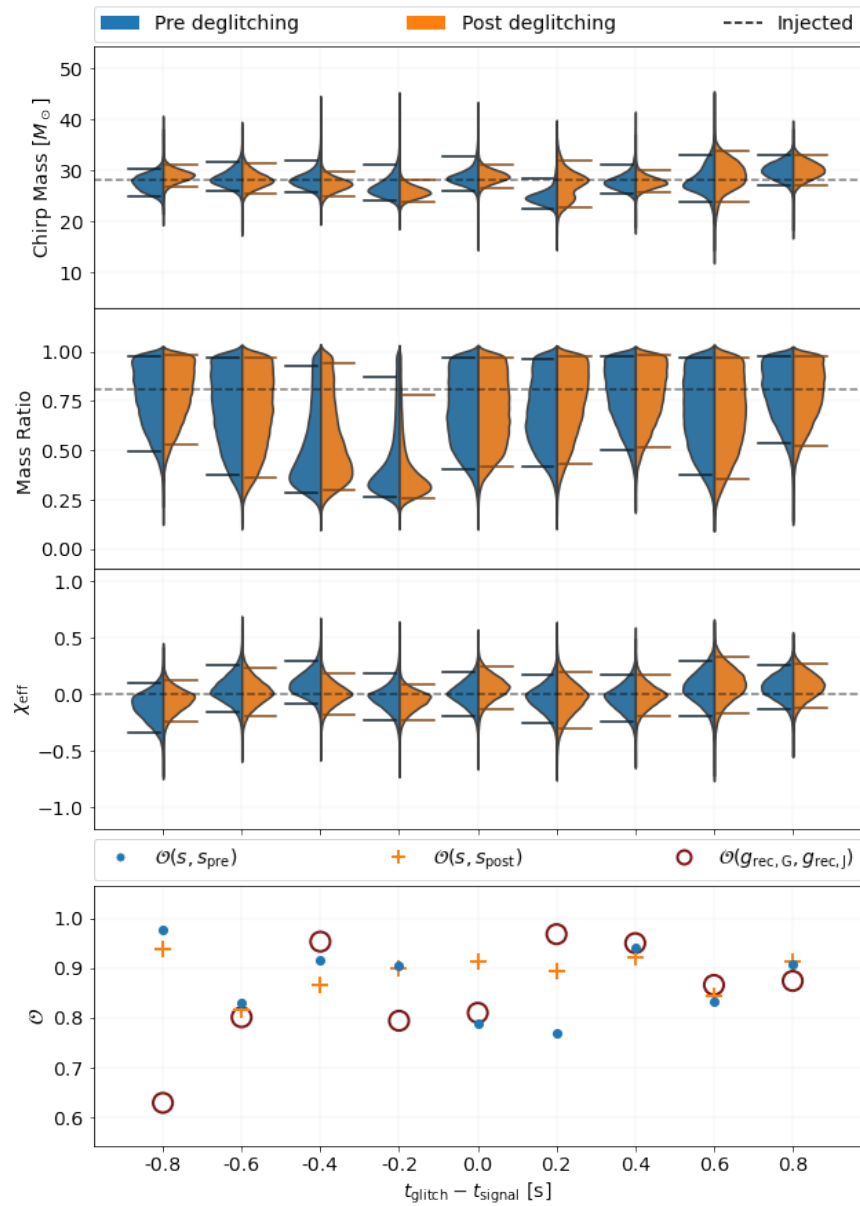 Pre deglitching Post deglitching Injected
Chirp Mass [M⊙]
50
40
30
20
10
Mass Ratio
1.00
0.75
0.50
0.25
0.00
χeff
1.0
0.5
0.0
−0.5
−1.0
𝒪(s, spre) 𝒪(s, spost) 𝒪(grec, G, grec, J)
𝒪
1.0
0.9
0.8
0.7
0.6
-0.8 -0.6 -0.4 -0.2 0.0 0.2 0.4 0.6 0.8
tglitch − tsignal [s]